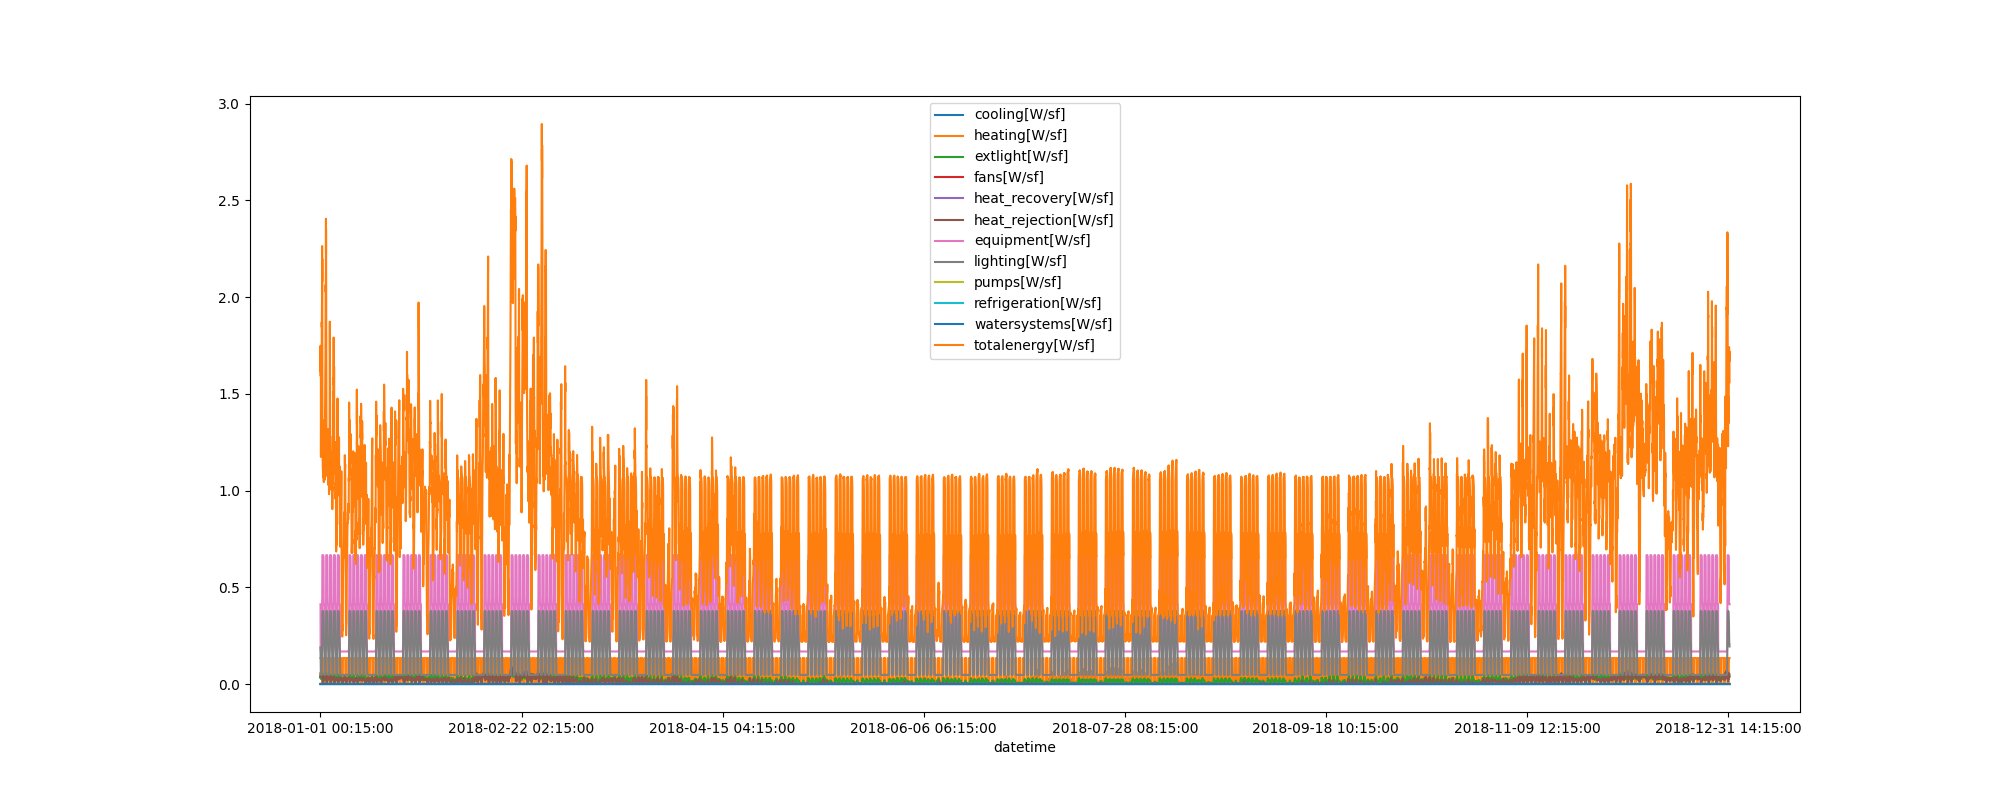 3.0
2.5
2.0
1.5
1.0
0.5
0.0
cooling[W/sf]
heating[W/sf]
extlight[W/sf]
fans[W/sf]
heat_recovery[W/sf]
heat_rejection[W/sf]
equipment[W/sf]
lighting[W/sf]
pumps[W/sf]
refrigeration[W/sf]
watersystems[W/sf]
totalenergy[W/sf]
2018-01-01 00:15:00 2018-02-22 02:15:00 2018-04-15 04:15:00 2018-06-06 06:15:00 2018-07-28 08:15:00 2018-09-18 10:15:00 2018-11-09 12:15:00 2018-12-31 14:15:00
datetime